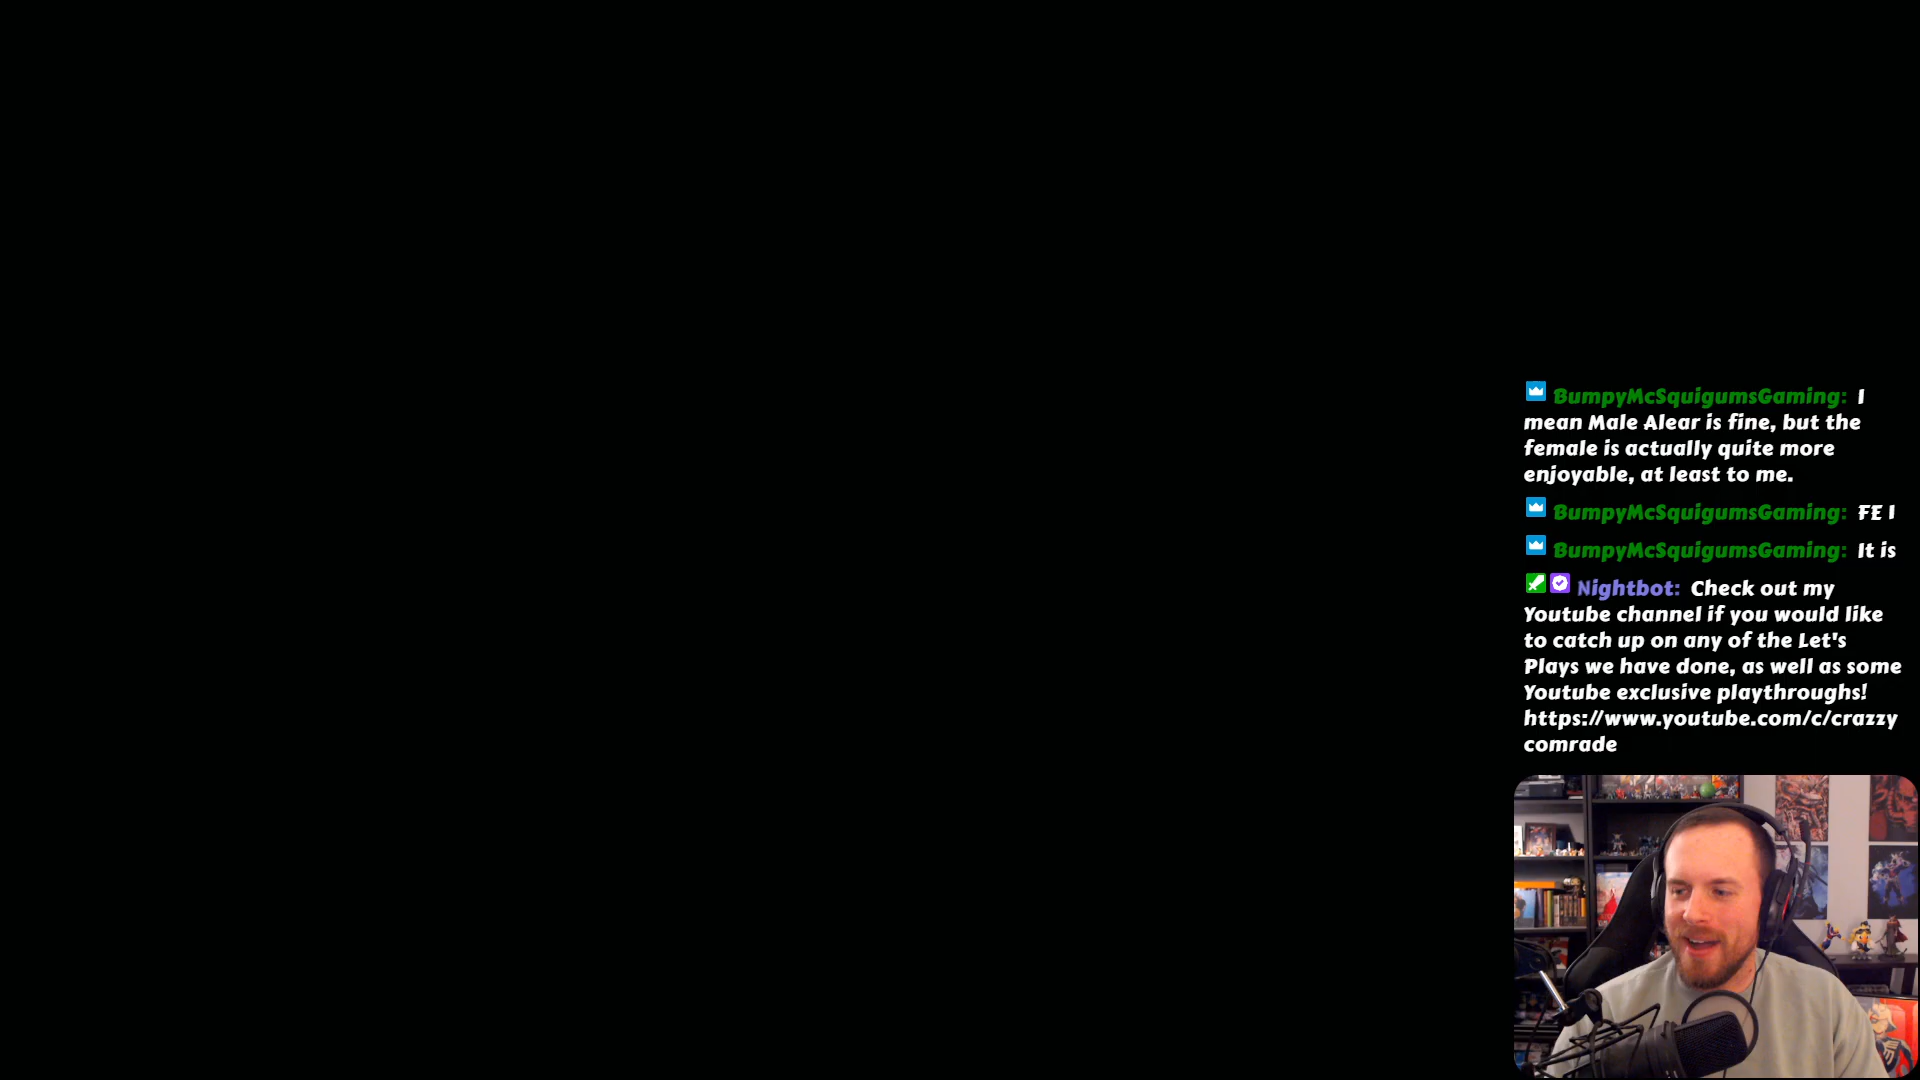 BumpyMcSquigumsGaming: I
mean Male Alear is fine, but the
female is actually quite more
enjoyable, at least to me.
BumpyMcSquigumsGaming: FE I
BumpyMcSquigumsGaming: It is
Nightbot: Check out my
Youtube channel if you would like
to catch up on any of the Let's
Plays we have done, as well as some
Youtube exclusive playthroughs!
https://www.youtube.com/c/crazzy
comrade